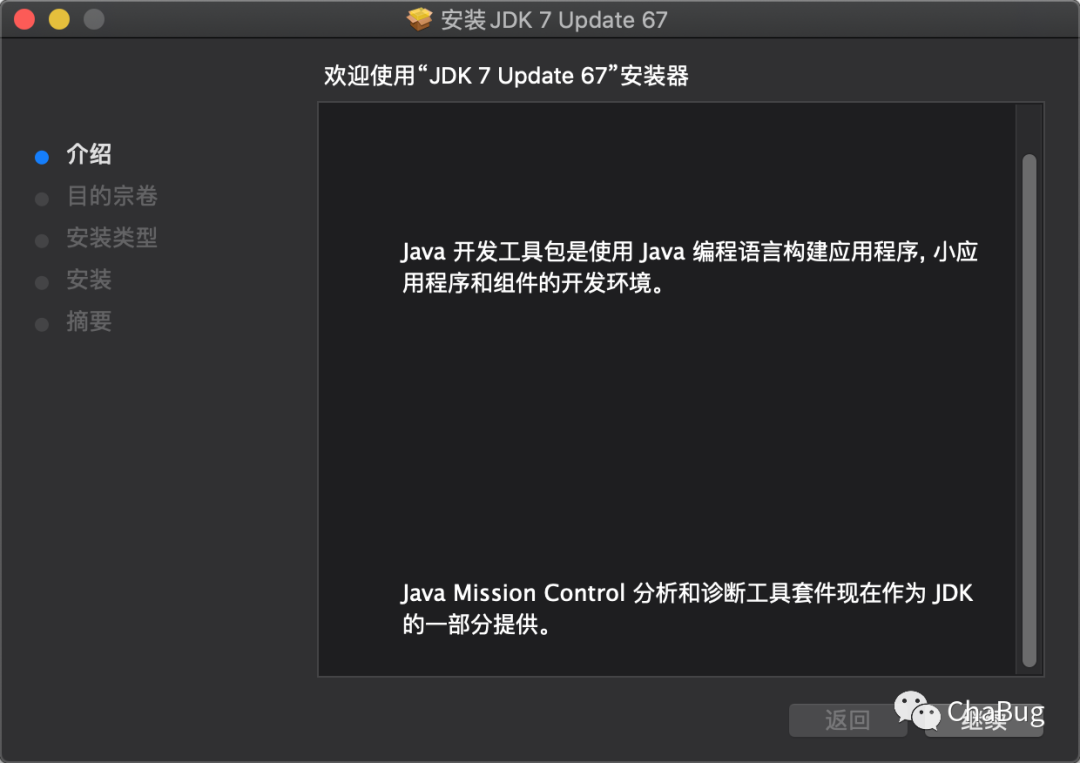 安装 JDK 7 Update 67
欢迎使用“JDK 7 Update 67”安装器
介绍
目的宗卷
安装类型
安装
摘要
Java 开发工具包是使用 Java 编程语言构建应用程序, 小应
用程序和组件的开发环境。
Java Mission Control 分析和诊断工具套件现在作为 JDK
的一部分提供。
返回
继续
ChaBug